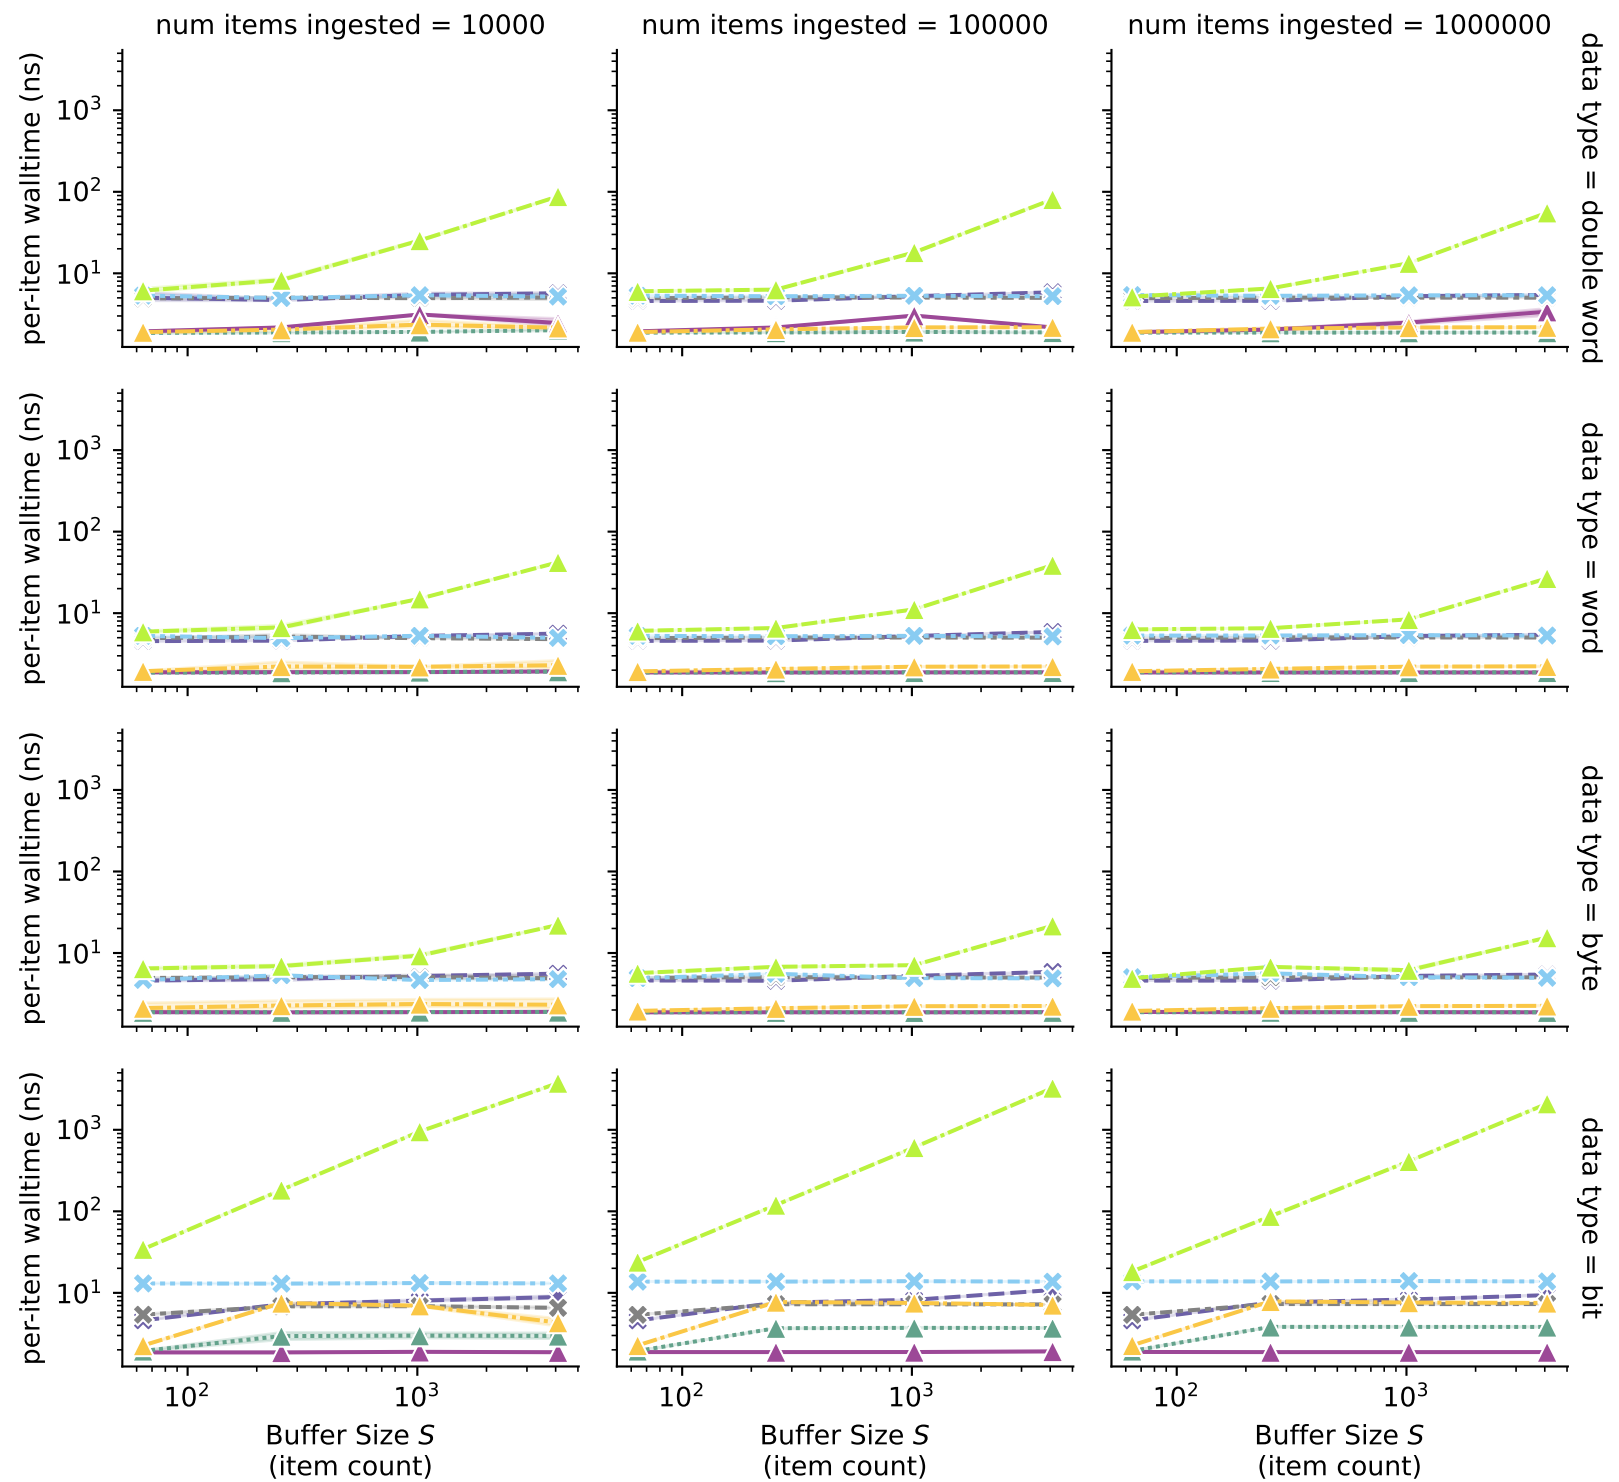 num items ingested = 10000 num items ingested = 100000 num items ingested = 1000000
per-item walltime (ns)
10³
10²
10¹
data type = double word
per-item walltime (ns)
10³
10²
10¹
data type = word
per-item walltime (ns)
10³
10²
10¹
data type = byte
per-item walltime (ns)
10³
10²
10¹
data type = bit
10² 10³ 10² 10³ 10² 10³
Buffer Size S Buffer Size S Buffer Size S
(item count) (item count) (item count)